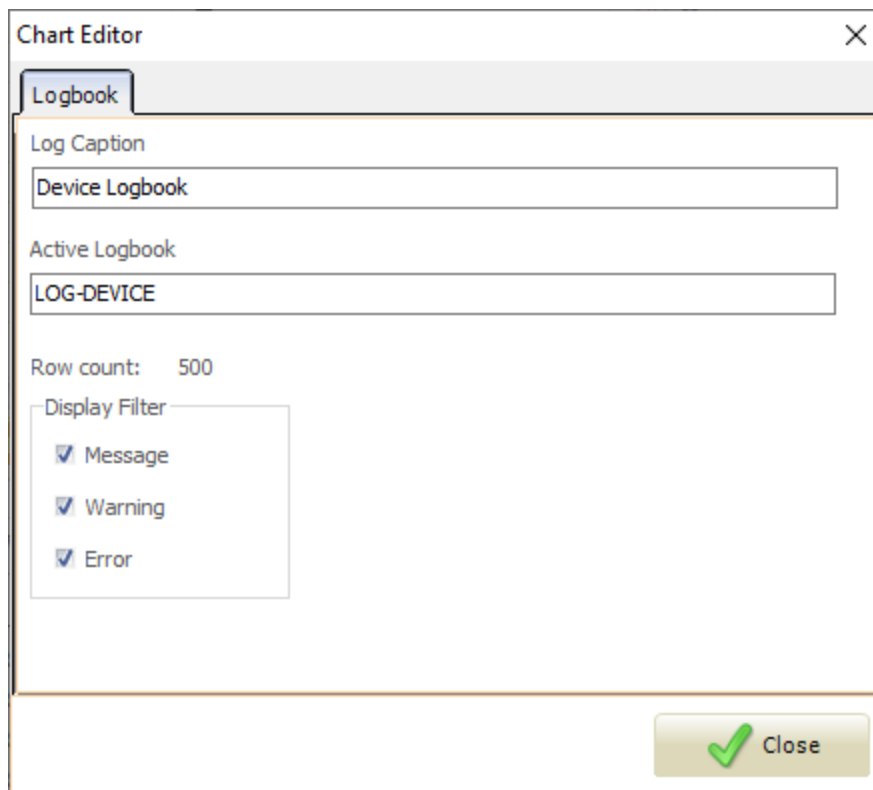 Chart Editor
Logbook
Log Caption
Device Logbook
Active Logbook
LOG-DEVICE
Row count: 500
Display Filter
Message
Warning
Error
Close